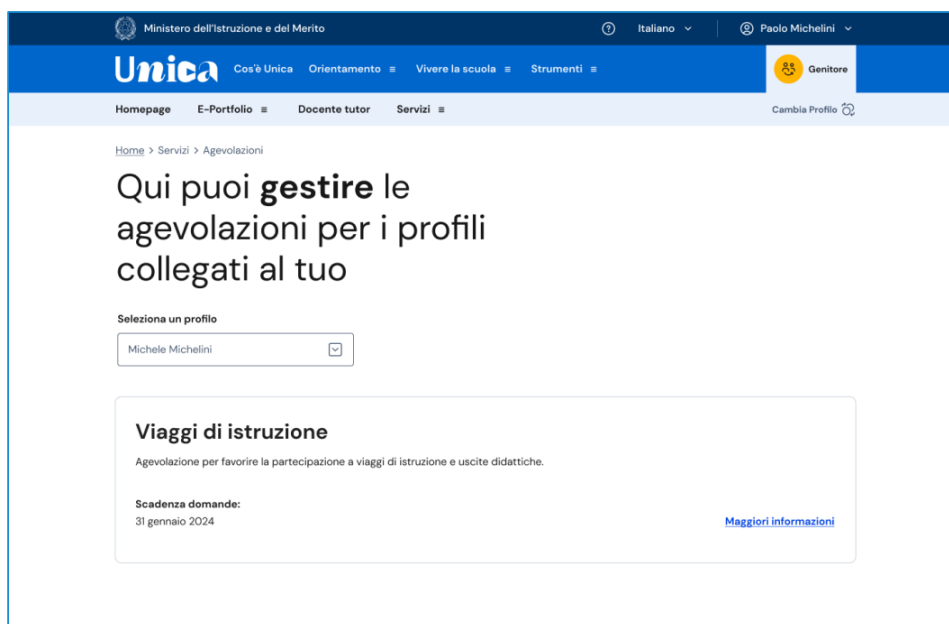 Ministero dell'Istruzione e del Merito
Italiano
Paolo Michelini
Unica
Cos'è Unica Orientamento Vivere la scuola Strumenti
Genitore
Homepage E-Portfolio Docente tutor Servizi
Cambia Profilo
Home > Servizi > Agevolazioni
Qui puoi gestire le
agevolazioni per i profili
collegati al tuo
Seleziona un profilo
Michele Michelini
Viaggi di istruzione
Agevolazione per favorire la partecipazione a viaggi di istruzione e uscite didattiche.
Scadenza domande:
31 gennaio 2024
Maggiori informazioni